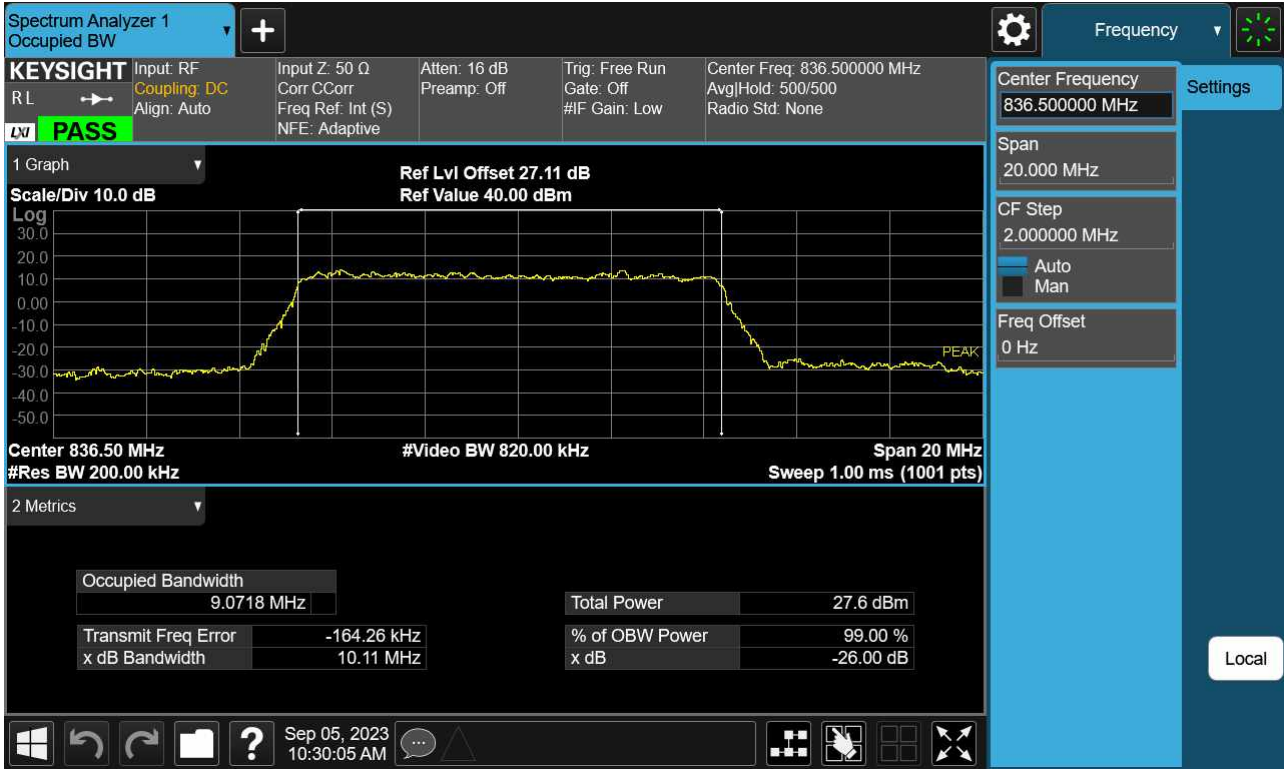 Spectrum Analyzer 1
Occupied BW
Frequency
KEYSIGHT
RL
LXI
PASS
Input: RF
Coupling: DC
Align: Auto
Input Z: 50 Ω
Corr CCorr
Freq Ref: Int (S)
NFE: Adaptive
Atten: 16 dB
Preamp: Off
Trig: Free Run
Gate: Off
#IF Gain: Low
Center Freq: 836.500000 MHz
Avg|Hold: 500/500
Radio Std: None
Center Frequency
836.500000 MHz
Settings
Span
20.000 MHz
CF Step
2.000000 MHz
Auto
Man
Freq Offset
0 Hz
Local
1 Graph
Ref Lvl Offset 27.11 dB
Scale/Div 10.0 dB
Ref Value 40.00 dBm
Log
30.0
20.0
10.0
0.00
-10.0
-20.0
-30.0
-40.0
-50.0
PEAK
Center 836.50 MHz
#Video BW 820.00 kHz
Span 20 MHz
#Res BW 200.00 kHz
Sweep 1.00 ms (1001 pts)
2 Metrics
Occupied Bandwidth
9.0718 MHz
Total Power 27.6 dBm
Transmit Freq Error -164.26 kHz
% of OBW Power 99.00 %
x dB Bandwidth 10.11 MHz
x dB -26.00 dB
?
Sep 05, 2023
10:30:05 AM